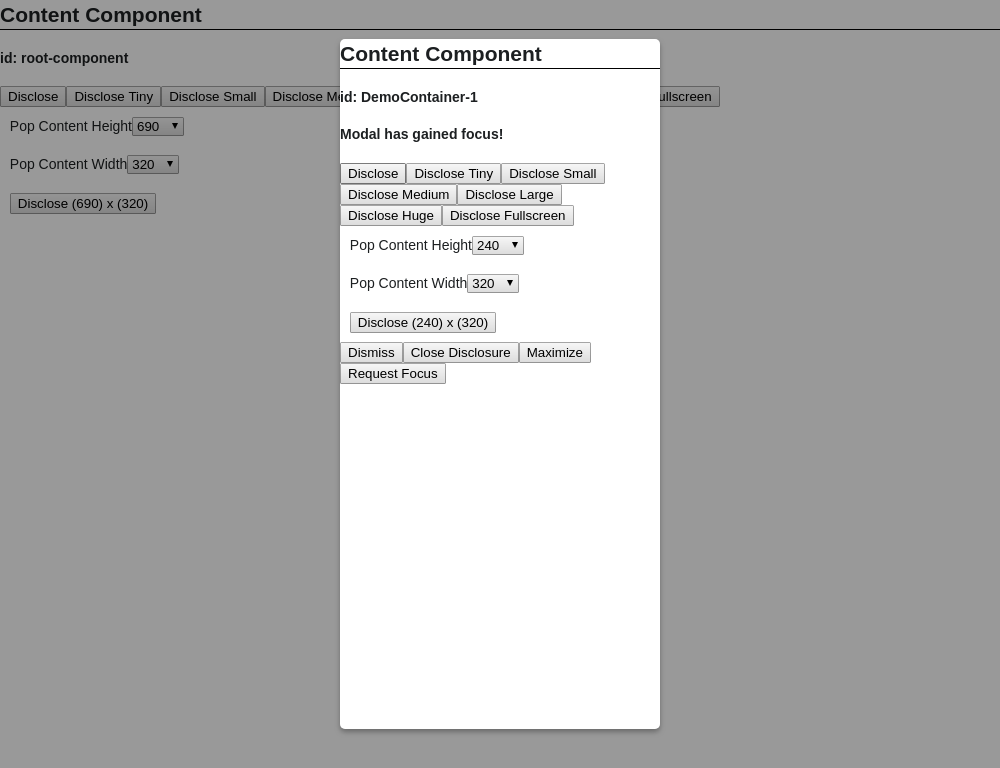 Content Component
id: root-component
Disclose Disclose Tiny Disclose Small Disclose M
ullscreen
Pop Content Height 690
Pop Content Width 320
Disclose (690) x (320)
Content Component
id: DemoContainer-1
Modal has gained focus!
Disclose Disclose Tiny Disclose Small
Disclose Medium Disclose Large
Disclose Huge Disclose Fullscreen
Pop Content Height 240
Pop Content Width 320
Disclose (240) x (320)
Dismiss Close Disclosure Maximize
Request Focus